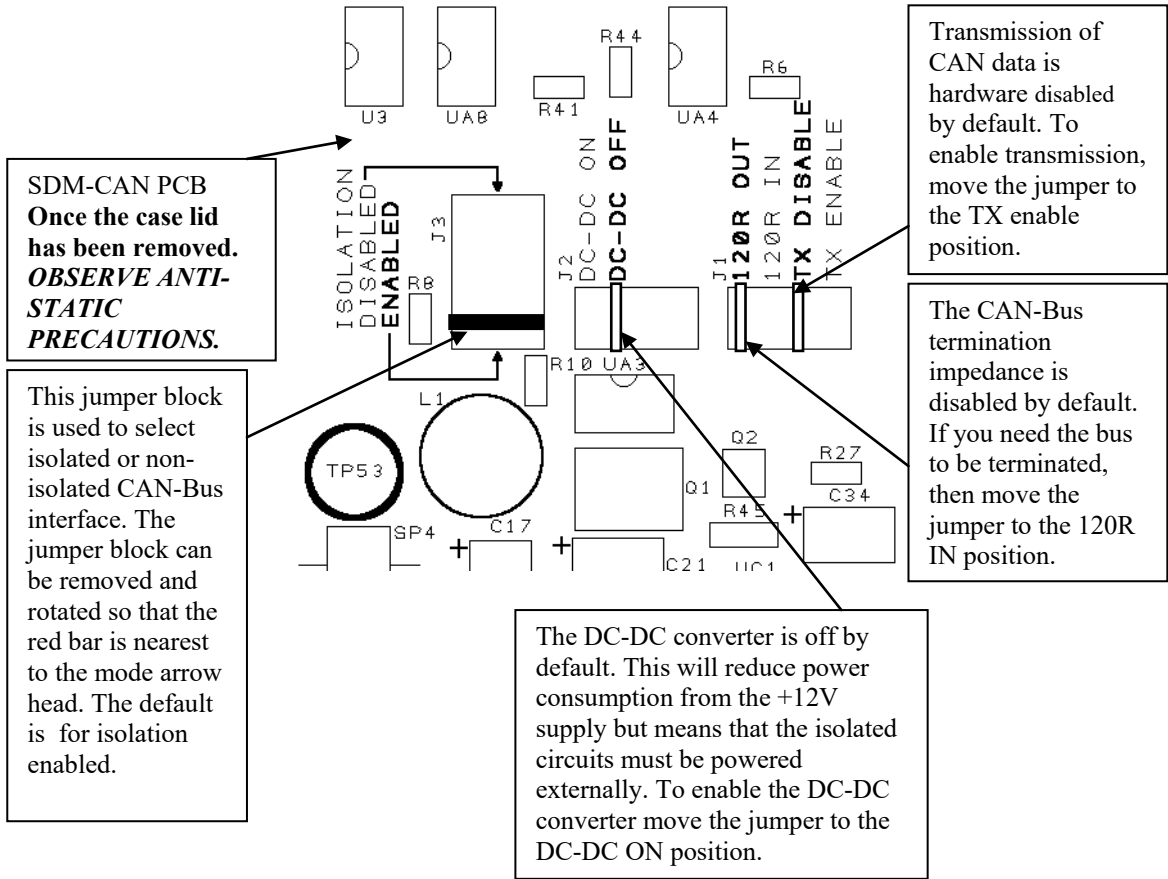 U3
UA8
R41
R44
UA4
R6
ISOLATION
DISABLED
ENABLED
J3
R8
J2
DC-DC ON
DC-DC OFF
J1
120R OUT
120R IN
TX DISABLE
TX ENABLE
R10
UA3
L1
TP53
SP4
C17
C21
Q1
Q2
R45
UC1
R27
C34
+
+
+
SDM-CAN PCB
Once the case lid
has been removed.
OBSERVE ANTI-
STATIC
PRECAUTIONS.
This jumper block
is used to select
isolated or non-
isolated CAN-Bus
interface. The
jumper block can
be removed and
rotated so that the
red bar is nearest
to the mode arrow
head. The default
is for isolation
enabled.
Transmission of
CAN data is
hardware disabled
by default. To
enable transmission,
move the jumper to
the TX enable
position.
The CAN-Bus
termination
impedance is
disabled by default.
If you need the bus
to be terminated,
then move the
jumper to the 120R
IN position.
The DC-DC converter is off by
default. This will reduce power
consumption from the +12V
supply but means that the isolated
circuits must be powered
externally. To enable the DC-DC
converter move the jumper to the
DC-DC ON position.